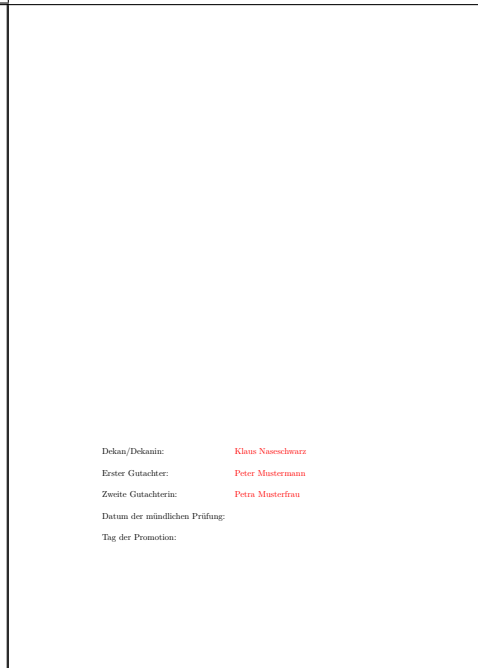 Dekan/Dekanin: Klaus Naseschwarz
Erster Gutachter: Peter Mustermann
Zweite Gutachterin: Petra Musterfrau
Datum der mündlichen Prüfung:
Tag der Promotion: